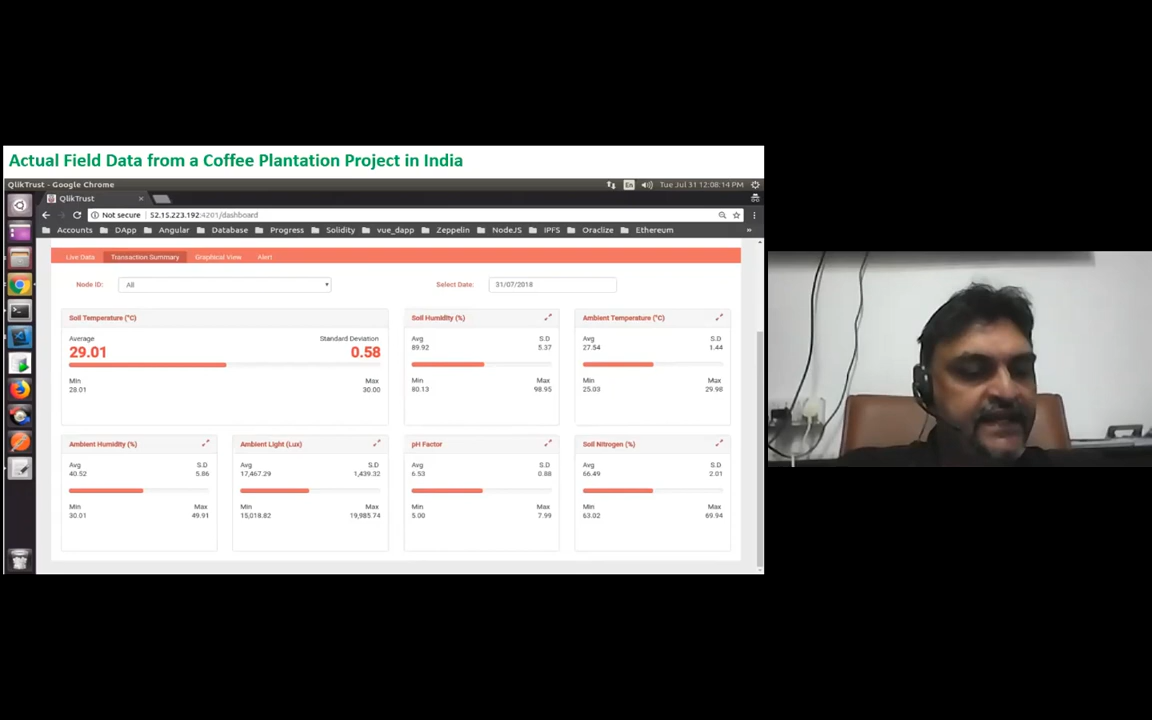 Actual Field Data from a Coffee Plantation Project in India
QlikTrust - Google Chrome
En
Tue Jul 31 12:08:14 PM
QlikTrust
Not secure
52.15.223.192:4201/dashboard
Accounts DApp Angular Database Progress Solidity vue_dapp Zeppelin NodeJS IPFS Oraclize Ethereum »
Live Data Transaction Summary Graphical View Alert
Node ID: All Select Date: 31/07/2018
Soil Temperature (°C)
Average Standard Deviation
29.01 0.58
Min Max
28.01 30.00
Soil Humidity (%)
Avg S.D
89.92 5.37
Min Max
80.13 98.95
Ambient Temperature (°C)
Avg S.D
27.54 1.44
Min Max
25.03 29.98
Ambient Humidity (%)
Avg S.D
40.52 5.86
Min Max
30.01 49.91
Ambient Light (Lux)
Avg S.D
17,467.29 1,439.32
Min Max
15,018.82 19,985.74
pH Factor
Avg S.D
6.53 0.88
Min Max
5.00 7.99
Soil Nitrogen (%)
Avg S.D
66.49 2.01
Min Max
63.02 69.94